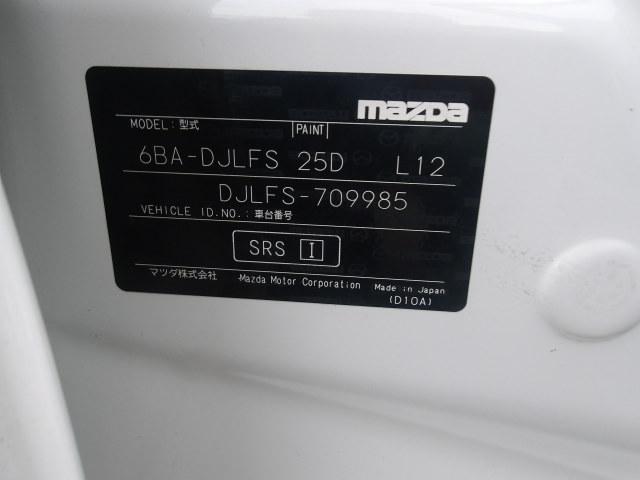 mazda
MODEL: 型式 PAINT
6BA-DJLFS 25D L12
DJLFS-709985
VEHICLE ID.NO.: 車台番号
SRS I
マツダ株式会社 Mazda Motor Corporation Made in Japan
(D10A)